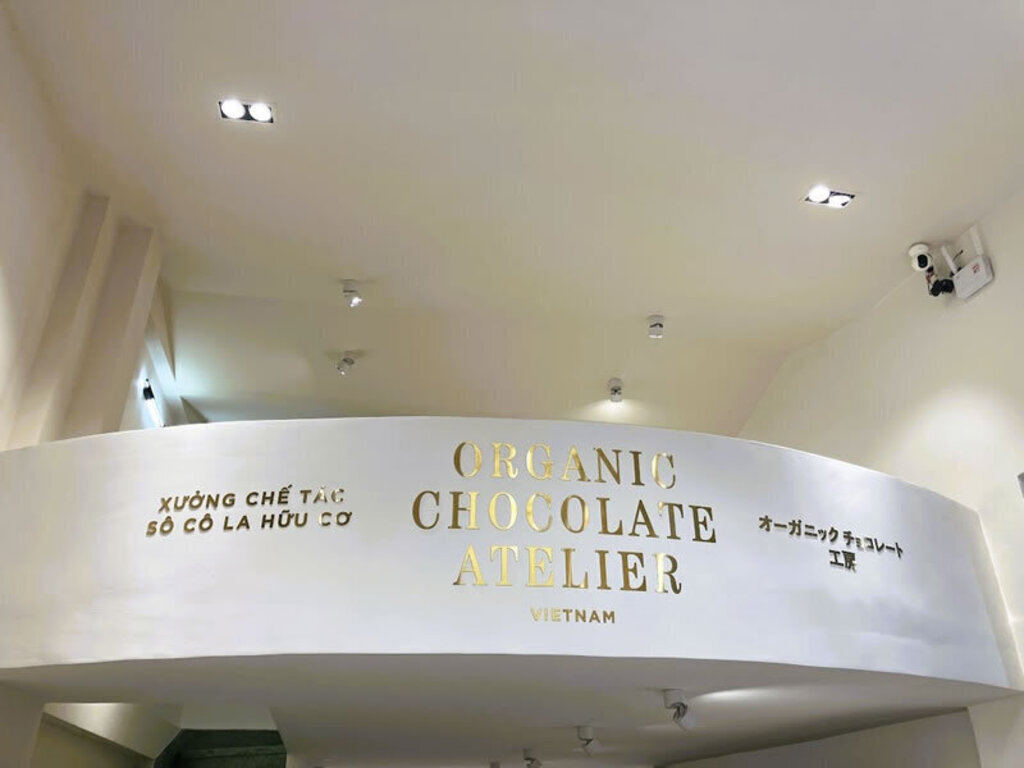 XƯỞNG CHẾ TÁC
SÔ CÔ LA HỮU CƠ
ORGANIC
CHOCOLATE
ATELIER
VIETNAM
オーガニック チョコレート
工房